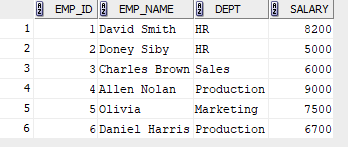 EMP_ID EMP_NAME DEPT SALARY
1 1 David Smith HR 8200
2 2 Doney Siby HR 5000
3 3 Charles Brown Sales 6000
4 4 Allen Nolan Production 9000
5 5 Olivia Marketing 7500
6 6 Daniel Harris Production 6700